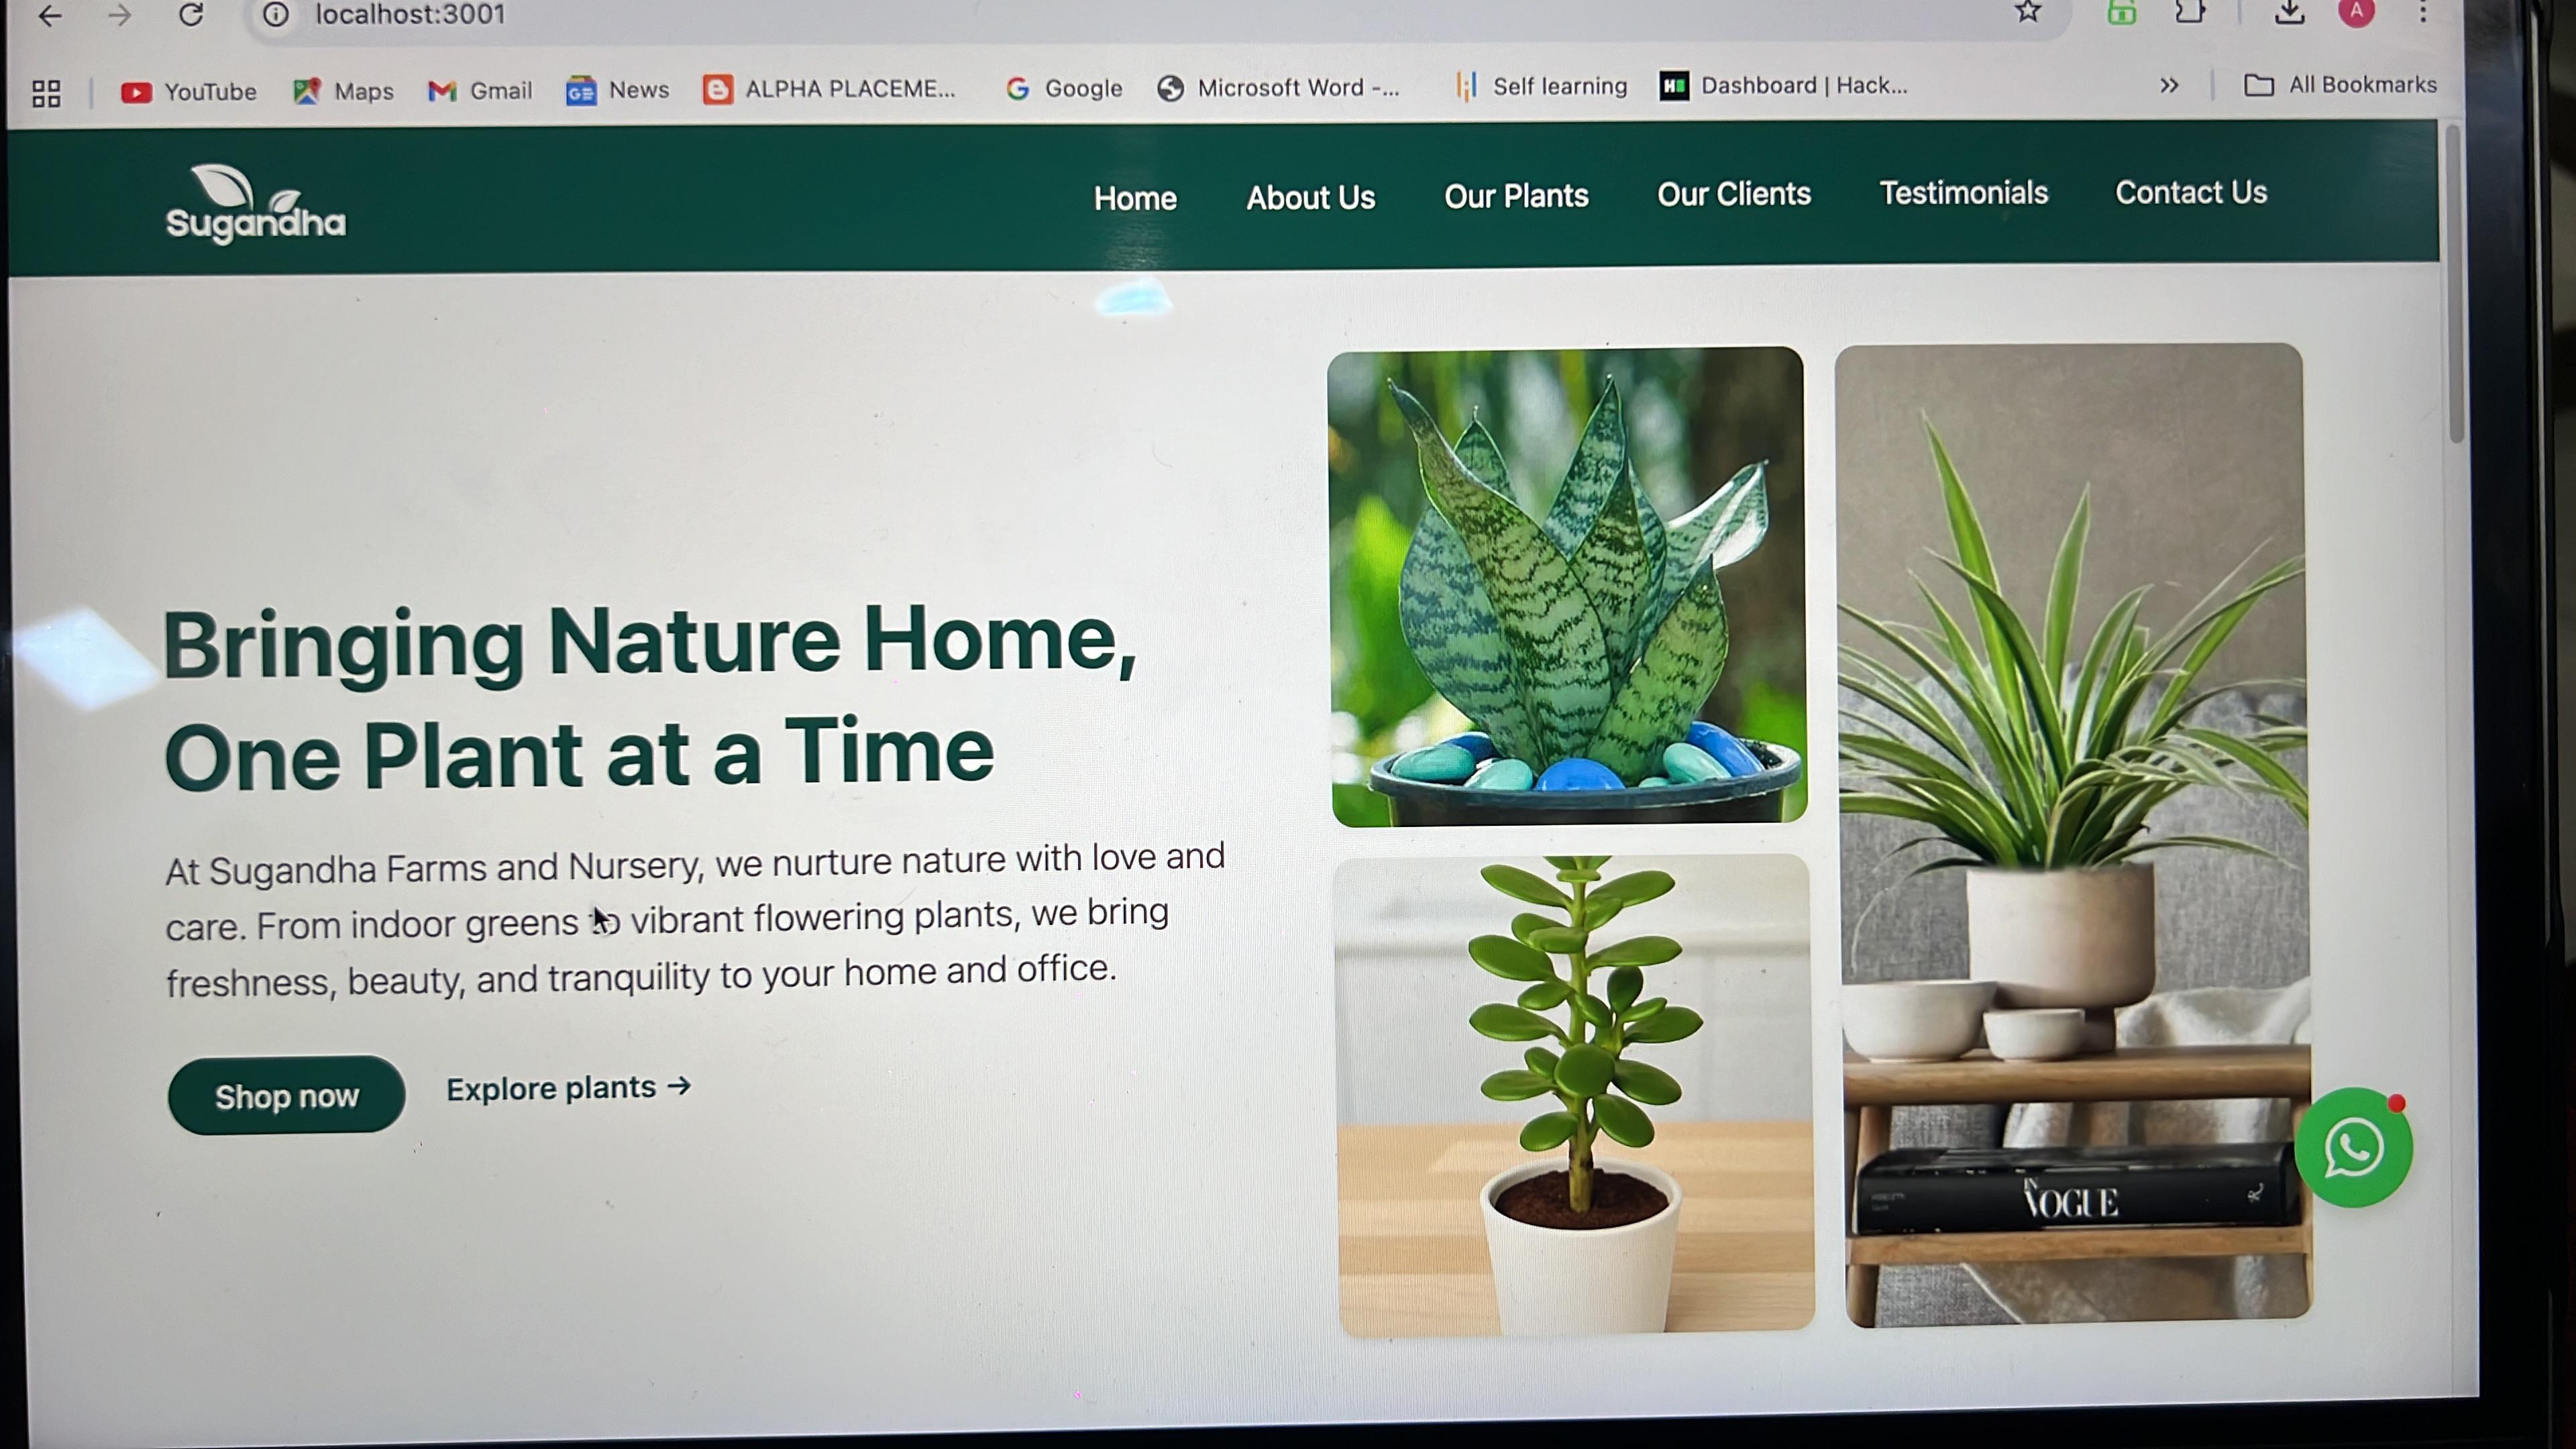 localhost:3001
A
YouTube Maps Gmail News ALPHA PLACEME... Google Microsoft Word -... Self learning Dashboard | Hack... » All Bookmarks
Sugandha
Home About Us Our Plants Our Clients Testimonials Contact Us
Bringing Nature Home,
One Plant at a Time
At Sugandha Farms and Nursery, we nurture nature with love and
care. From indoor greens to vibrant flowering plants, we bring
freshness, beauty, and tranquility to your home and office.
Shop now Explore plants →
IN
VOGUE